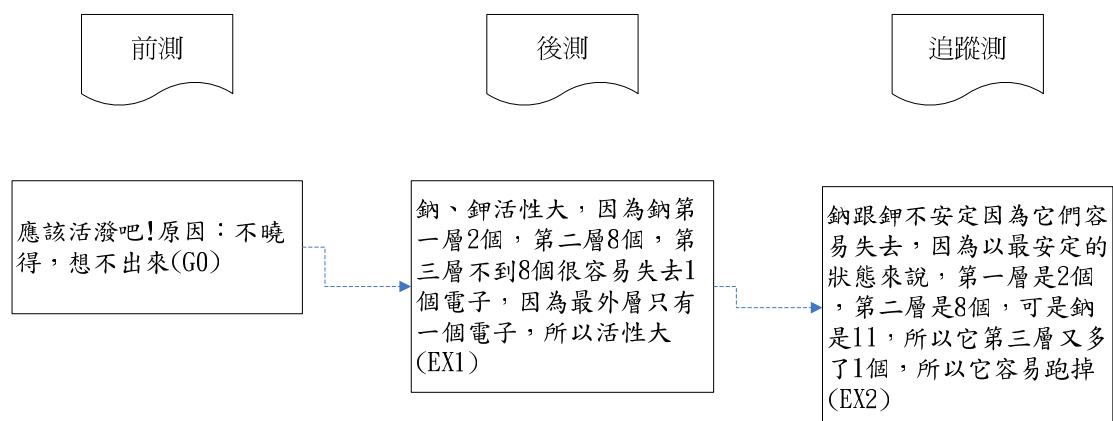 前測
後測
追蹤測
應該活潑吧!原因：不曉
得，想不出來(G0)
鈉、鉀活性大，因為鈉第
一層2個，第二層8個，第
三層不到8個很容易失去1
個電子，因為最外層只有
一個電子，所以活性大
(EX1)
鈉跟鉀不安定因為它們容
易失去，因為以最安定的
狀態來說，第一層是2個
，第二層是8個，可是鈉
是11，所以它第三層又多
了1個，所以它容易跑掉
(EX2)